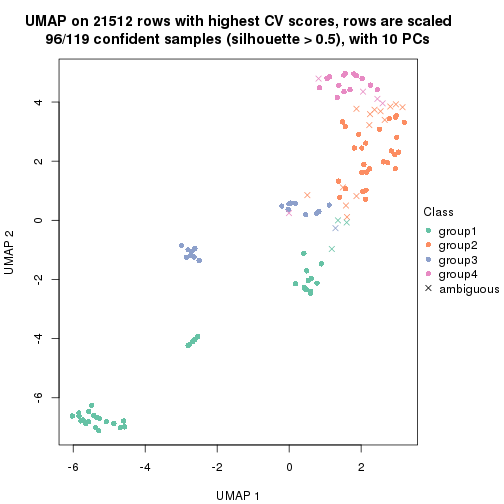 UMAP on 21512 rows with highest CV scores, rows are scaled
96/119 confident samples (silhouette > 0.5), with 10 PCs
4
2
0
-2
-4
-6
UMAP 2
-6
-4
-2
0
2
UMAP 1
Class
group1
group2
group3
group4
ambiguous